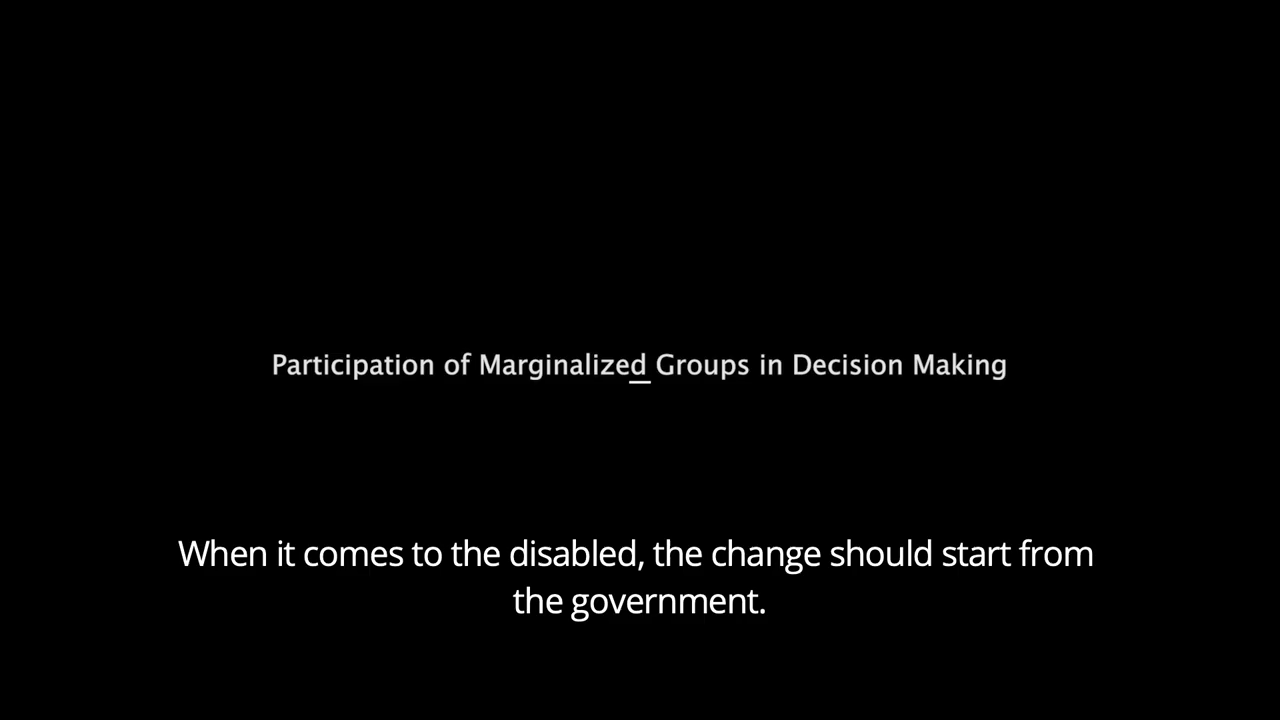 Participation of Marginalized Groups in Decision Making
When it comes to the disabled, the change should start from
the government.